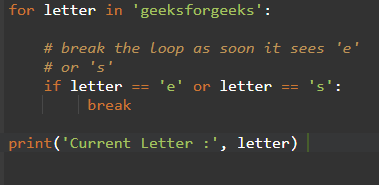 for letter in 'geeksforgeeks':
# break the loop as soon it sees 'e'
# or 's'
if letter == 'e' or letter == 's':
break
print('Current Letter :', letter)